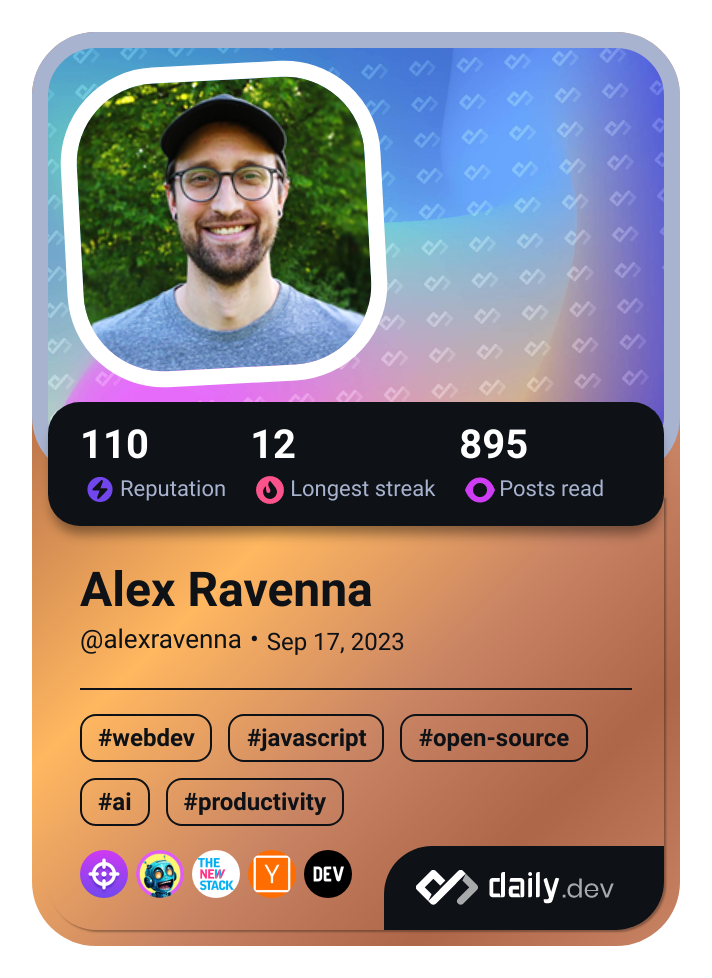 110 12 895
Reputation Longest streak Posts read
Alex Ravenna
@alexravenna • Sep 17, 2023
#webdev #javascript #open-source
#ai #productivity
THE
NEW
STACK
Y
DEV
daily.dev